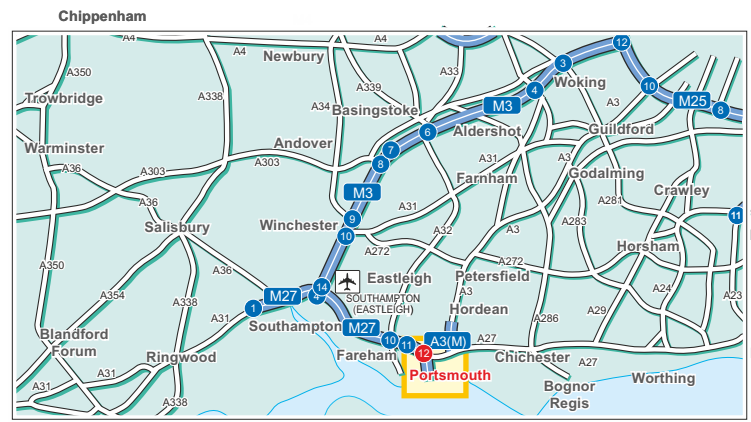 Chippenham
A4
A4
A4
12
A350
Newbury
A33
3
Woking
A339
A338
4
10
Trowbridge
A34
Basingstoke
M3
A3
M25
8
6
Aldershot
Guildford
Warminster
Andover
7
A36
A303
A303
8
A31
A3
Farnham
Godalming
Crawley
M3
A36
A31
A281
9
11
Salisbury
Winchester
10
A32
A3
A283
A272
Horsham
A350
A36
A272
Eastleigh
Petersfield
14
A354
M27
4
SOUTHAMPTON
(EASTLEIGH)
A3
A24
A23
A338
1
Hordean
A29
A31
Southampton
M27
A286
Blandford
Forum
10
11
A3(M)
A27
Ringwood
Fareham
12
Chichester
A27
A31
A31
Portsmouth
Worthing
Bognor
Regis
A338